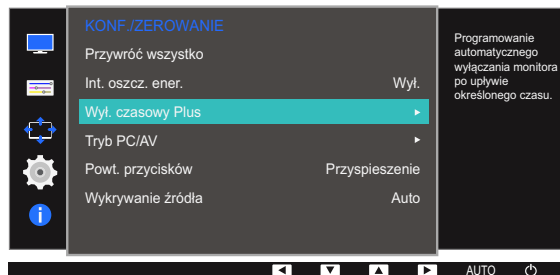 KONF./ZEROWANIE
Przywróć wszystko
Int. oszcz. ener. Wył.
Wył. czasowy Plus
Tryb PC/AV
Powt. przycisków Przyspieszenie
Wykrywanie źródła Auto
Programowanie
automatycznego
wyłączania monitora
po upływie
określonego czasu.
AUTO